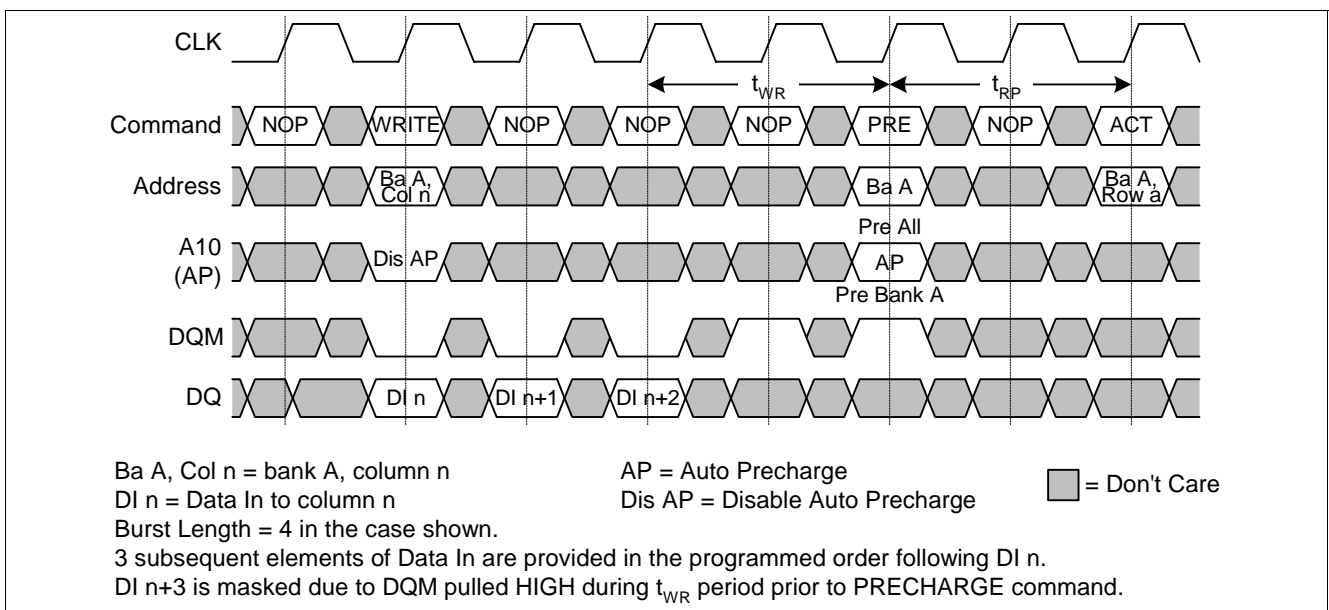 CLK
t_WR t_RP
Command NOP WRITE NOP NOP NOP PRE NOP ACT
Address Ba A, Col n Ba A Ba A, Row a
Pre All
A10 (AP) Dis AP AP
Pre Bank A
DQM
DQ DI n DI n+1 DI n+2
Ba A, Col n = bank A, column n
AP = Auto Precharge
DI n = Data In to column n
Dis AP = Disable Auto Precharge
= Don't Care
Burst Length = 4 in the case shown.
3 subsequent elements of Data In are provided in the programmed order following DI n.
DI n+3 is masked due to DQM pulled HIGH during t_WR period prior to PRECHARGE command.